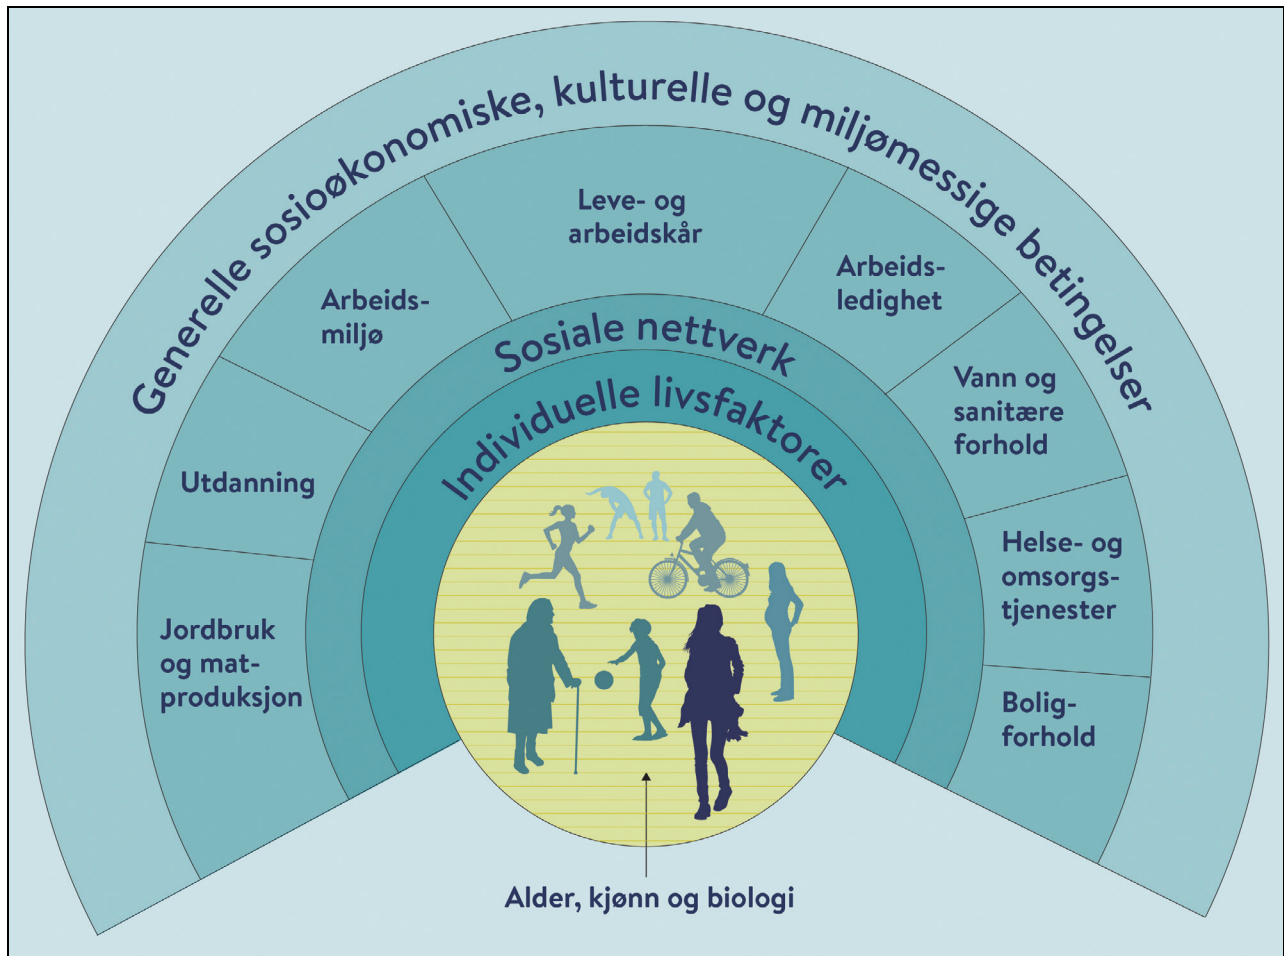 Generelle sosioøkonomiske, kulturelle og miljømessige betingelser
Leve- og
arbeidskår
Arbeids-
miljø
Arbeids-
ledighet
Utdanning
Vann og
sanitære
forhold
Jordbruk
og mat-
produksjon
Helse- og
omsorgs-
tjenester
Bolig-
forhold
Sosiale nettverk
Individuelle livsfaktorer
Alder, kjønn og biologi